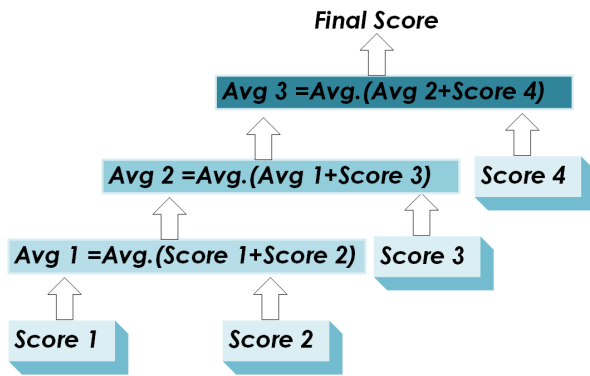 Final Score
Avg 3 =Avg.(Avg 2+Score 4)
Avg 2 =Avg.(Avg 1+Score 3)
Score 4
Avg 1 =Avg.(Score 1+Score 2)
Score 3
Score 1
Score 2